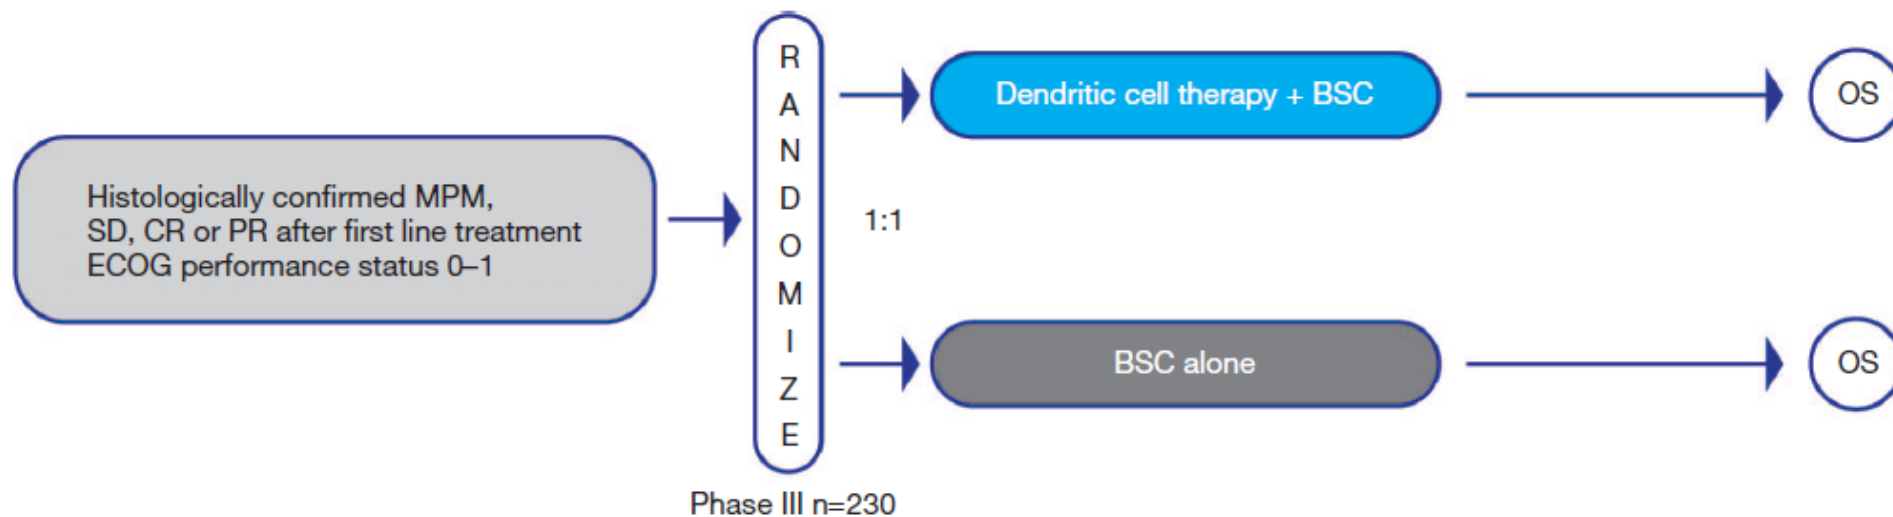 Histologically confirmed MPM,
SD, CR or PR after first line treatment
ECOG performance status 0–1
R
A
N
D
O
M
I
Z
E
Phase III n=230
1:1
Dendritic cell therapy + BSC
OS
BSC alone
OS